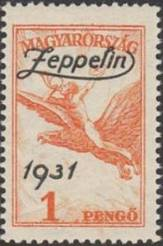 MAGYARORSZÁG
Zeppelin
1931
1 PENGŐ